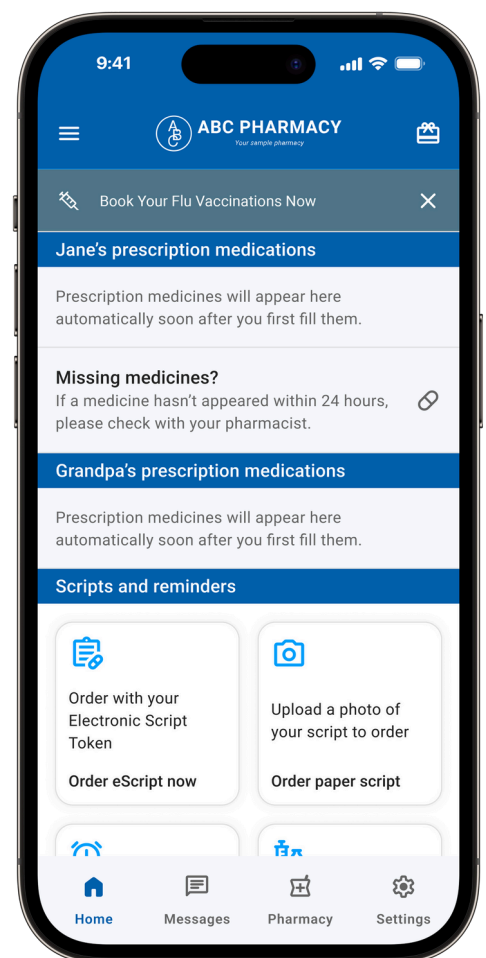 9:41
ABC PHARMACY
Your sample pharmacy
A
B
C
Book Your Flu Vaccinations Now
Jane's prescription medications
Prescription medicines will appear here
automatically soon after you first fill them.
Missing medicines?
If a medicine hasn't appeared within 24 hours,
please check with your pharmacist.
Grandpa's prescription medications
Prescription medicines will appear here
automatically soon after you first fill them.
Scripts and reminders
Order with your
Electronic Script
Token
Order eScript now
Upload a photo of
your script to order
Order paper script
Home
Messages
Pharmacy
Settings